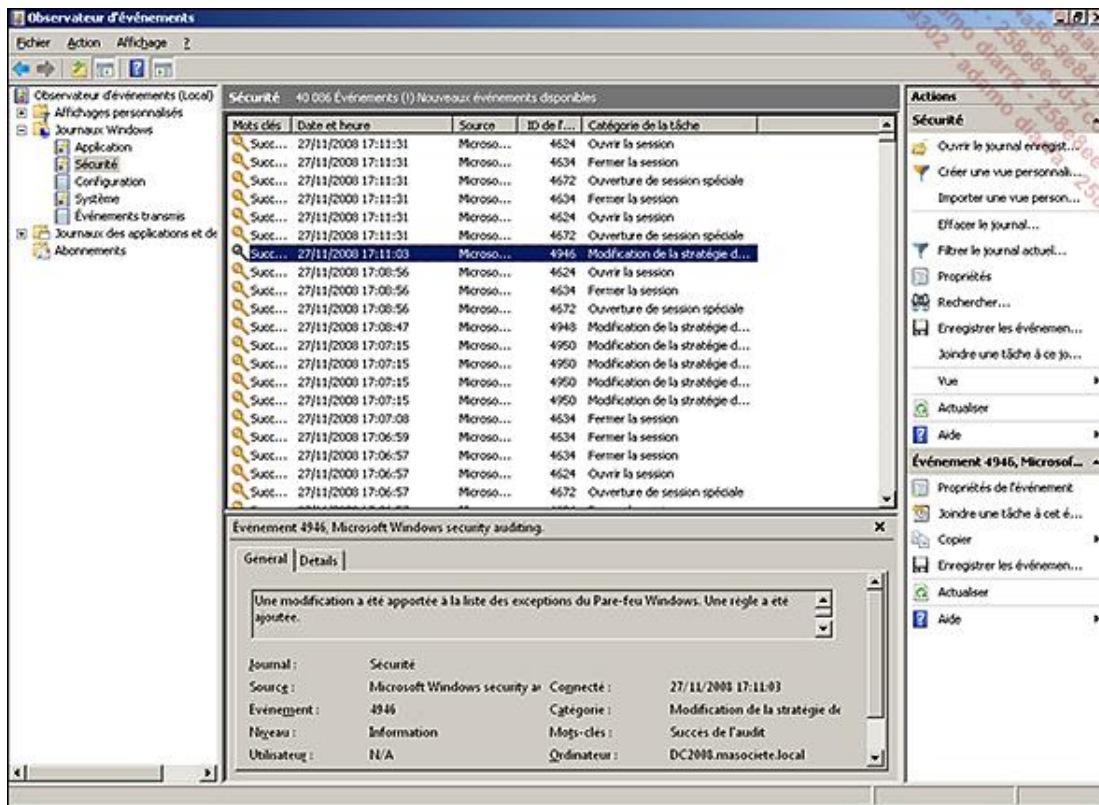 Observateur d'événements
Fichier Action Affichage ?
Observateur d'événements (Local)
Affichages personnalisés
Journaux Windows
Application
Sécurité
Configuration
Système
Événements transmis
Journaux des applications et de
Abonnements
Sécurité 40 086 Événements (!) Nouveaux événements disponibles
Mots clés Date et heure Source ID de l'... Catégorie de la tâche
Succ... 27/11/2008 17:11:31 Microso... 4624 Ouvrir la session
Succ... 27/11/2008 17:11:31 Microso... 4634 Fermer la session
Succ... 27/11/2008 17:11:31 Microso... 4672 Ouverture de session spéciale
Succ... 27/11/2008 17:11:31 Microso... 4634 Fermer la session
Succ... 27/11/2008 17:11:31 Microso... 4624 Ouvrir la session
Succ... 27/11/2008 17:11:31 Microso... 4672 Ouverture de session spéciale
Succ... 27/11/2008 17:11:03 Microso... 4946 Modification de la stratégie d...
Succ... 27/11/2008 17:08:56 Microso... 4624 Ouvrir la session
Succ... 27/11/2008 17:08:56 Microso... 4634 Fermer la session
Succ... 27/11/2008 17:08:56 Microso... 4672 Ouverture de session spéciale
Succ... 27/11/2008 17:08:47 Microso... 4948 Modification de la stratégie d...
Succ... 27/11/2008 17:07:15 Microso... 4950 Modification de la stratégie d...
Succ... 27/11/2008 17:07:15 Microso... 4950 Modification de la stratégie d...
Succ... 27/11/2008 17:07:15 Microso... 4950 Modification de la stratégie d...
Succ... 27/11/2008 17:07:15 Microso... 4950 Modification de la stratégie d...
Succ... 27/11/2008 17:07:08 Microso... 4634 Fermer la session
Succ... 27/11/2008 17:06:59 Microso... 4634 Fermer la session
Succ... 27/11/2008 17:06:57 Microso... 4634 Fermer la session
Succ... 27/11/2008 17:06:57 Microso... 4624 Ouvrir la session
Succ... 27/11/2008 17:06:57 Microso... 4672 Ouverture de session spéciale
Événement 4946, Microsoft Windows security auditing.
Général Détails
Une modification a été apportée à la liste des exceptions du Pare-feu Windows. Une règle a été
ajoutée.
Journal : Sécurité
Source : Microsoft Windows security au Connecté : 27/11/2008 17:11:03
Événement : 4946 Catégorie : Modification de la stratégie de
Niveau : Information Mots-clés : Succès de l'audit
Utilisateur : N/A Ordinateur : DC2008.masociete.local
Actions
Sécurité
Ouvrir le journal enregist...
Créer une vue personnali...
Importer une vue person...
Effacer le journal...
Filtrer le journal actuel...
Propriétés
Rechercher...
Enregistrer les événemen...
Joindre une tâche à ce jo...
Vue
Actualiser
Aide
Événement 4946, Microsof...
Propriétés de l'événement
Joindre une tâche à cet é...
Copier
Enregistrer les événemen...
Actualiser
Aide